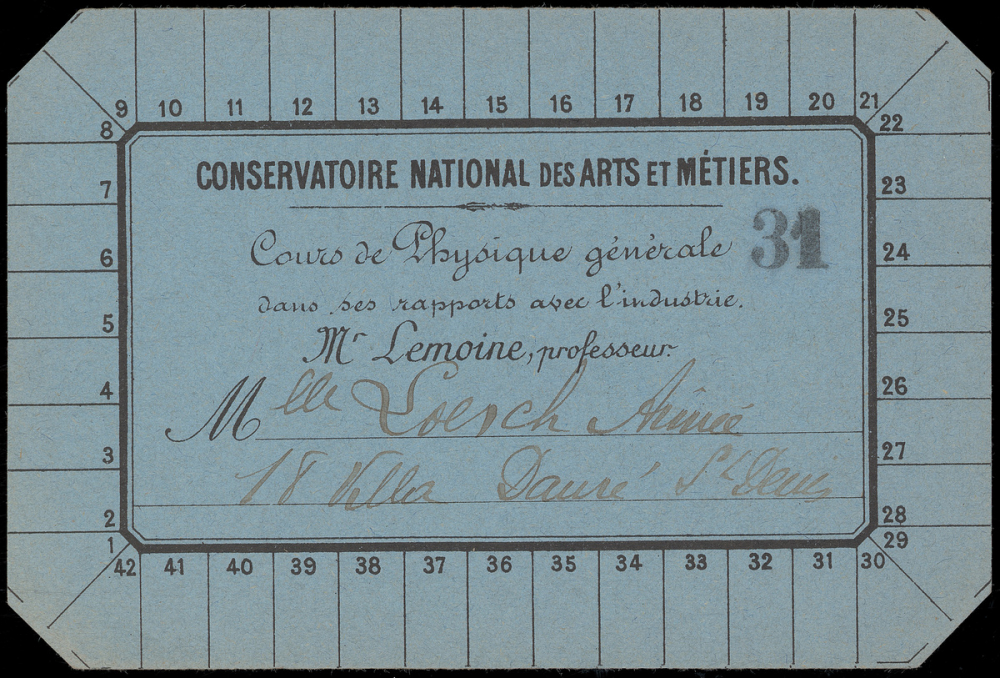 9 10 11 12 13 14 15 16 17 18 19 20 21
8 22
7 23
6 24
5 25
4 26
3 27
2 28
1 29
42 41 40 39 38 37 36 35 34 33 32 31 30
CONSERVATOIRE NATIONAL DES ARTS ET MÉTIERS.
31
Cours de Physique générale
dans ses rapports avec l'industrie.
Mr Lemoine, professeur.
Mlle Loesch Aimée
18 Villa Dauré St Denis